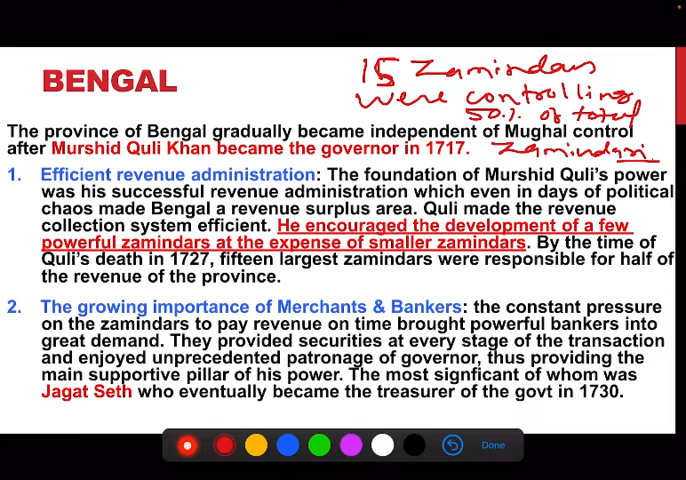 BENGAL
15 Zamindars
were controlling
50% of total
Zamindari
The province of Bengal gradually became independent of Mughal control
after Murshid Quli Khan became the governor in 1717.
1. Efficient revenue administration: The foundation of Murshid Quli's power
was his successful revenue administration which even in days of political
chaos made Bengal a revenue surplus area. Quli made the revenue
collection system efficient. He encouraged the development of a few
powerful zamindars at the expense of smaller zamindars. By the time of
Quli's death in 1727, fifteen largest zamindars were responsible for half of
the revenue of the province.
2. The growing importance of Merchants & Bankers: the constant pressure
on the zamindars to pay revenue on time brought powerful bankers into
great demand. They provided securities at every stage of the transaction
and enjoyed unprecedented patronage of governor, thus providing the
main supportive pillar of his power. The most signficant of whom was
Jagat Seth who eventually became the treasurer of the govt in 1730.
Done